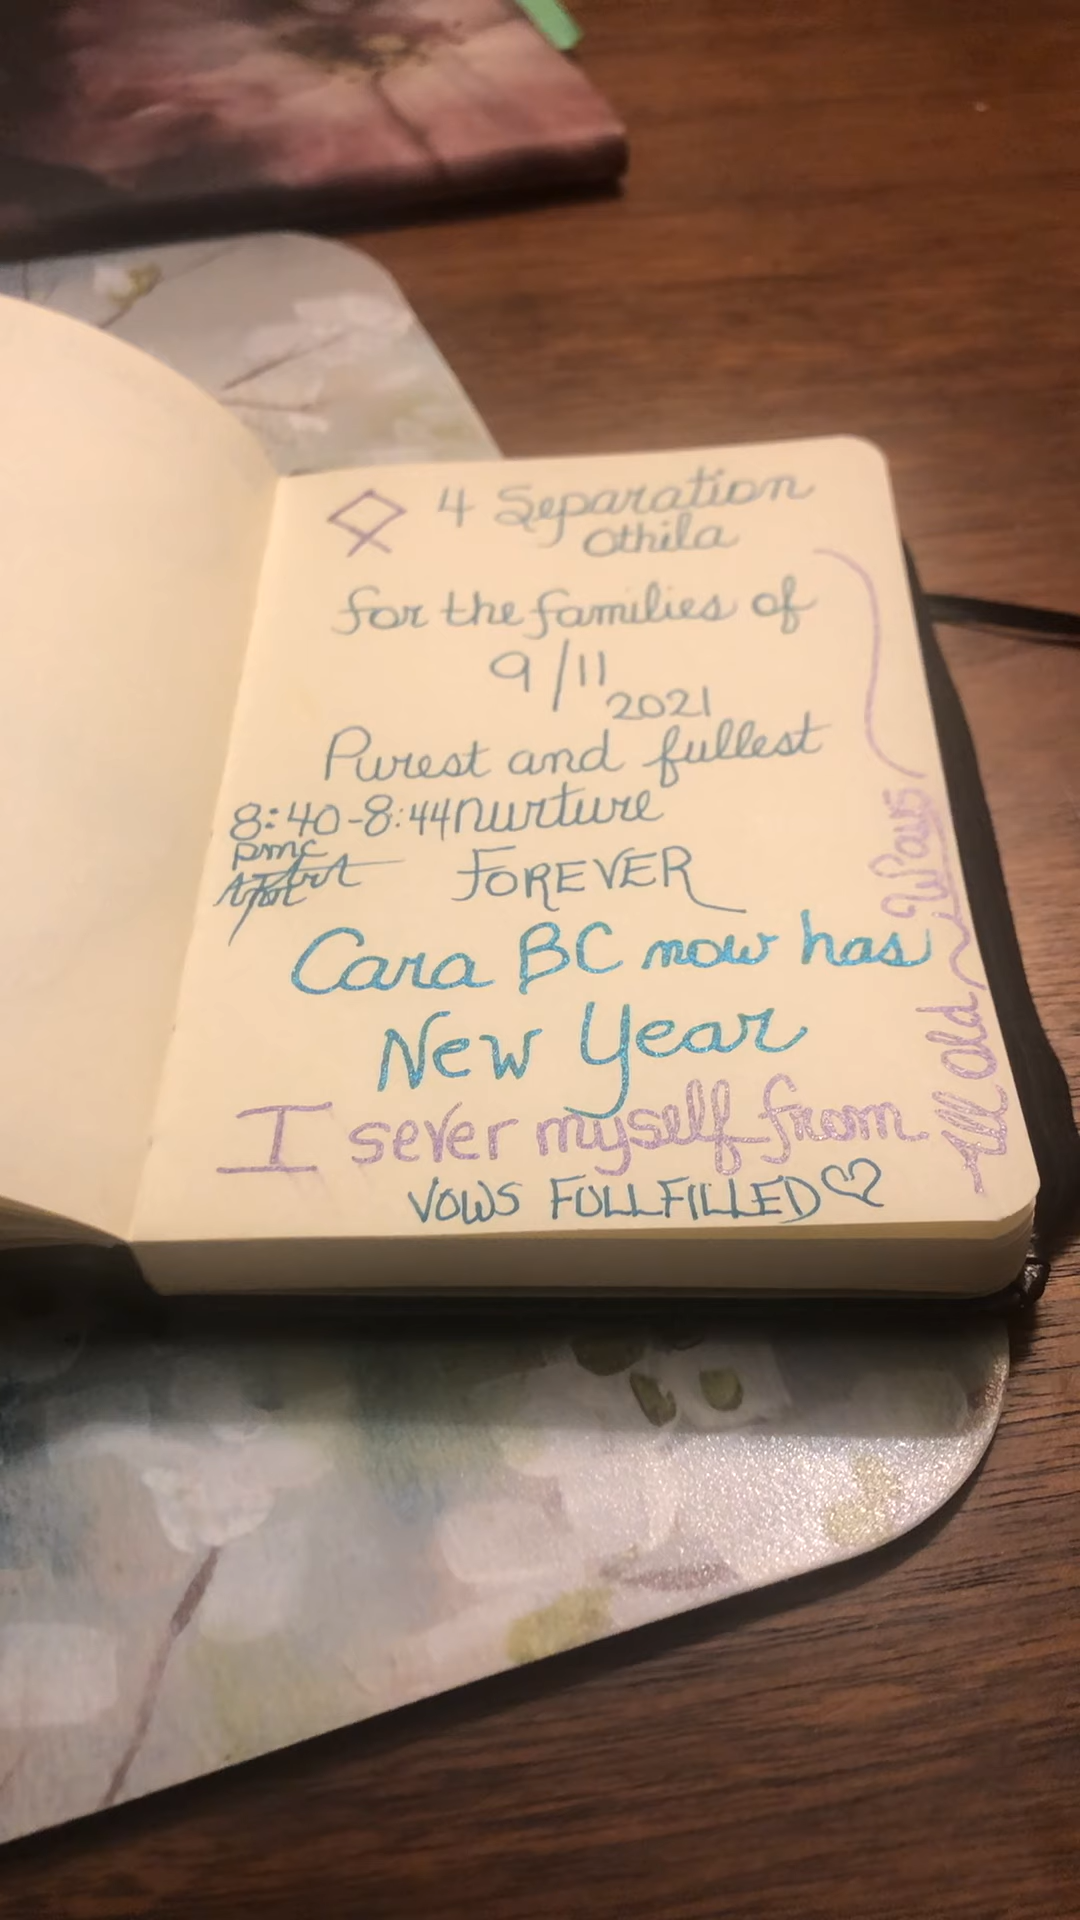 4 Separation
Othila
for the families of
9/11
2021
Purest and fullest
8:40-8:44 nurture
pmc
FOREVER
Cara BC now has
New Year
I sever myself from
All Old Ways
VOWS FULLFILLED